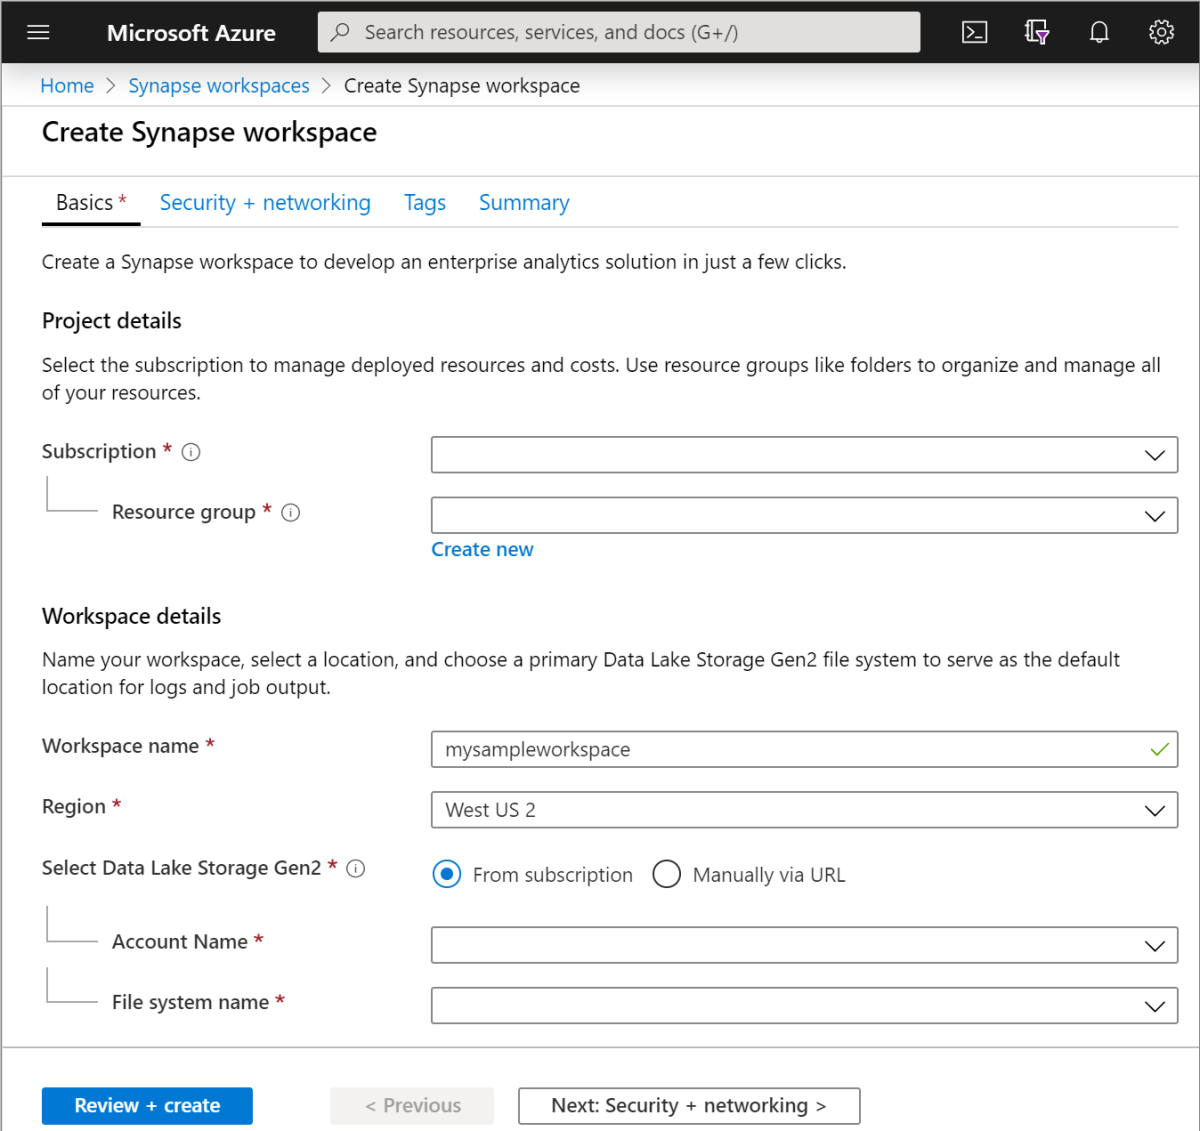 Microsoft Azure
Search resources, services, and docs (G+/)
Home > Synapse workspaces > Create Synapse workspace
Create Synapse workspace
Basics * Security + networking Tags Summary
Create a Synapse workspace to develop an enterprise analytics solution in just a few clicks.
Project details
Select the subscription to manage deployed resources and costs. Use resource groups like folders to organize and manage all
of your resources.
Subscription *
Resource group *
Create new
Workspace details
Name your workspace, select a location, and choose a primary Data Lake Storage Gen2 file system to serve as the default
location for logs and job output.
Workspace name * mysampleworkspace
Region * West US 2
Select Data Lake Storage Gen2 * From subscription Manually via URL
Account Name *
File system name *
Review + create < Previous Next: Security + networking >